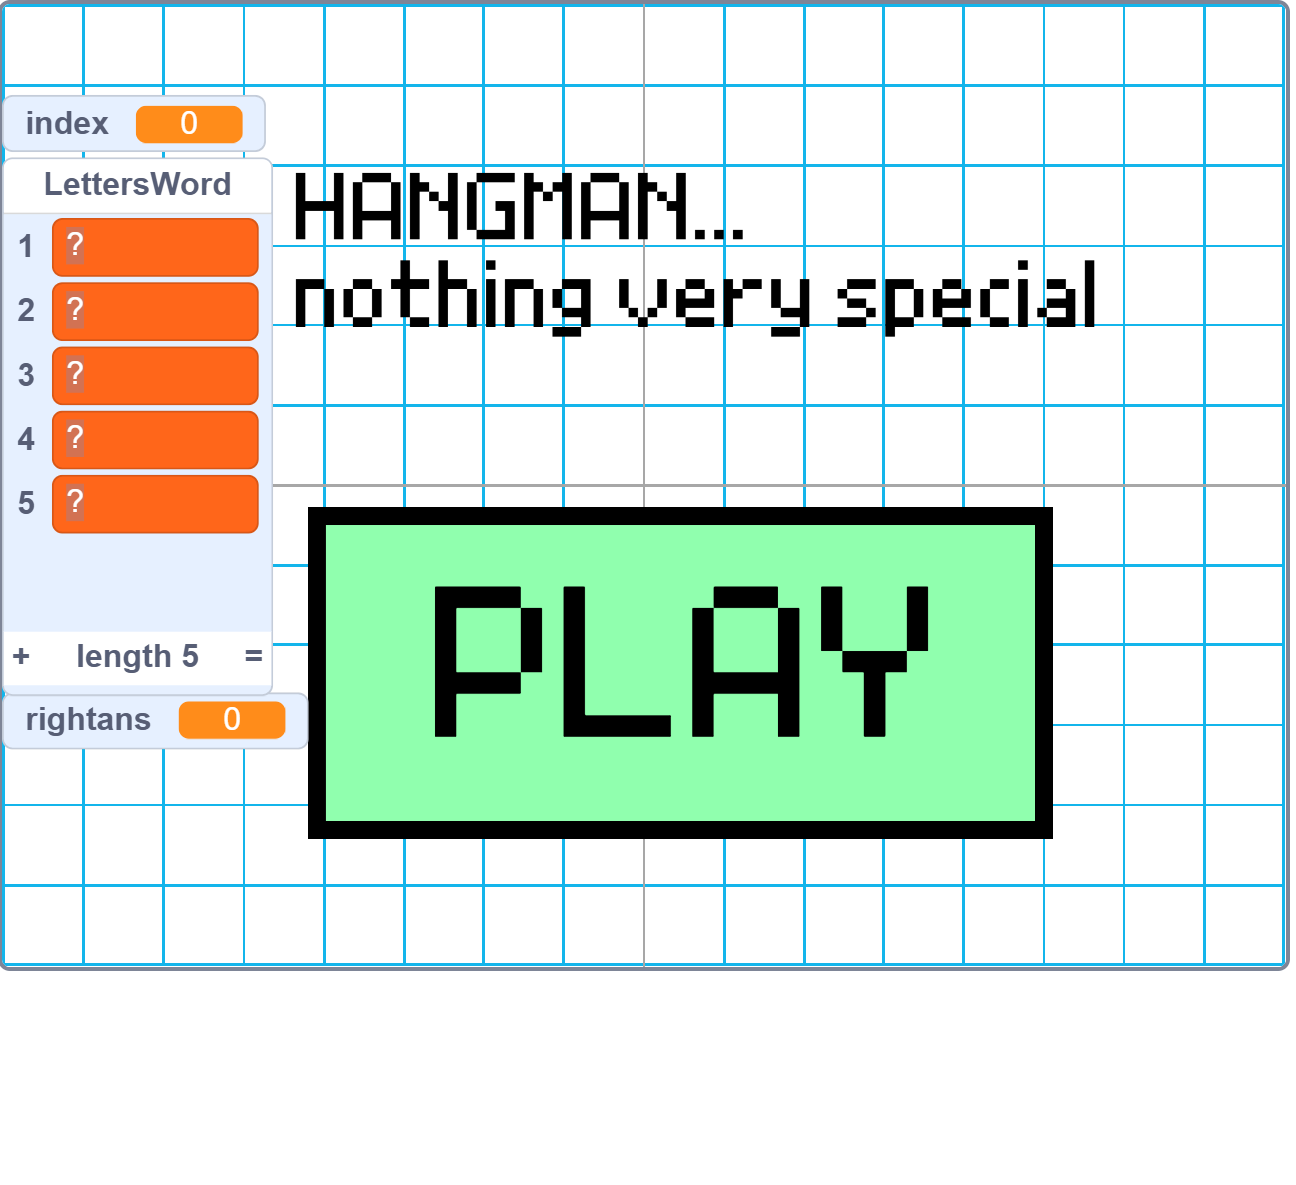 index 0
LettersWord
1 ?
2 ?
3 ?
4 ?
5 ?
+ length 5 =
rightans 0
HANGMAN...
nothing very special
PLAY